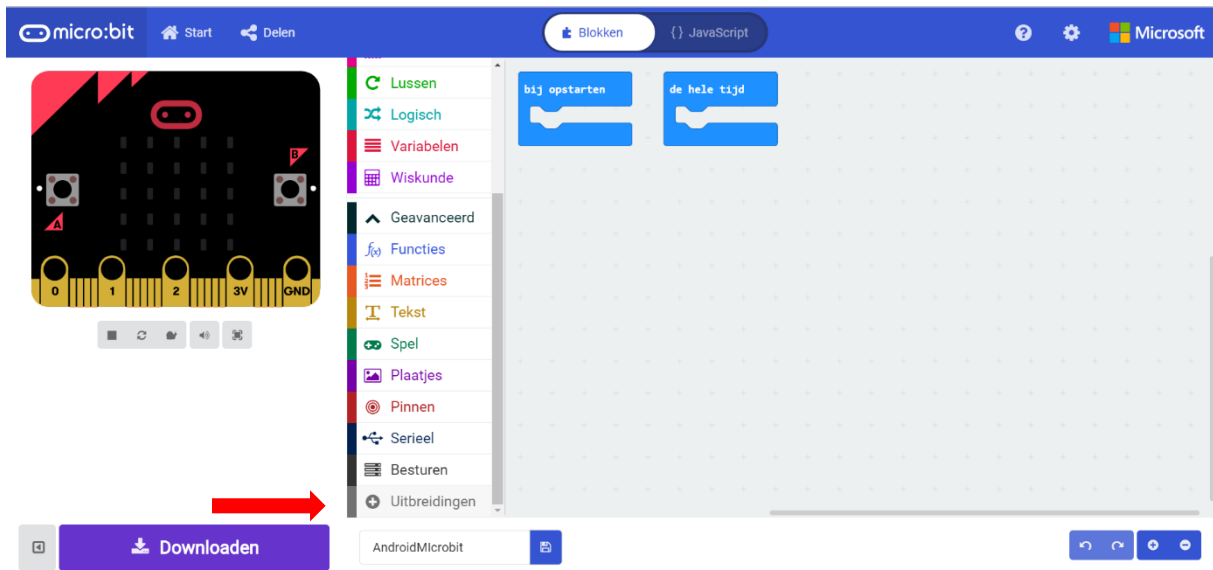 micro:bit
Start
Delen
Blokken
{ } JavaScript
?
Microsoft
B
A
0
1
2
3V
GND
Lussen
Logisch
Variabelen
Wiskunde
Geavanceerd
f(x) Functies
Matrices
Tekst
Spel
Plaatjes
Pinnen
Serieel
Besturen
Uitbreidingen
bij opstarten
de hele tijd
Downloaden
AndroidMIcrobit